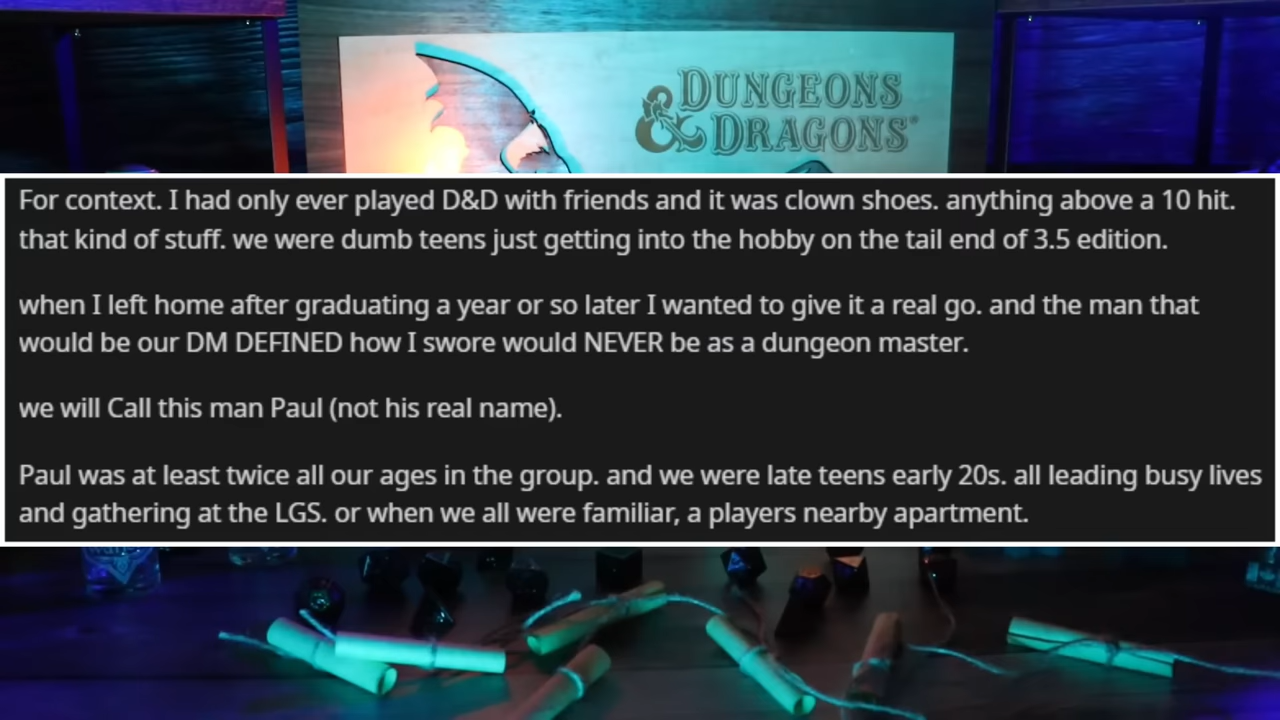 DUNGEONS
& DRAGONS®
For context. I had only ever played D&D with friends and it was clown shoes. anything above a 10 hit.
that kind of stuff. we were dumb teens just getting into the hobby on the tail end of 3.5 edition.
when I left home after graduating a year or so later I wanted to give it a real go. and the man that
would be our DM DEFINED how I swore would NEVER be as a dungeon master.
we will Call this man Paul (not his real name).
Paul was at least twice all our ages in the group. and we were late teens early 20s. all leading busy lives
and gathering at the LGS. or when we all were familiar, a players nearby apartment.